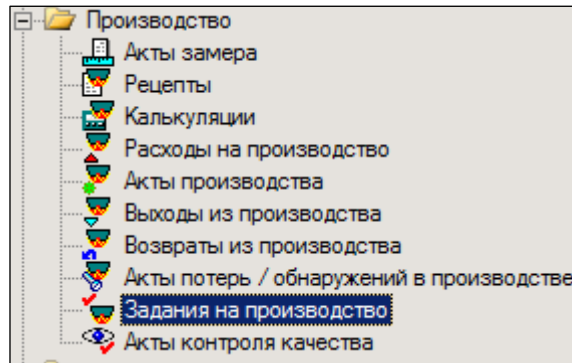 Производство
Акты замера
Рецепты
Калькуляции
Расходы на производство
Акты производства
Выходы из производства
Возвраты из производства
Акты потерь / обнаружений в производстве
Задания на производство
Акты контроля качества